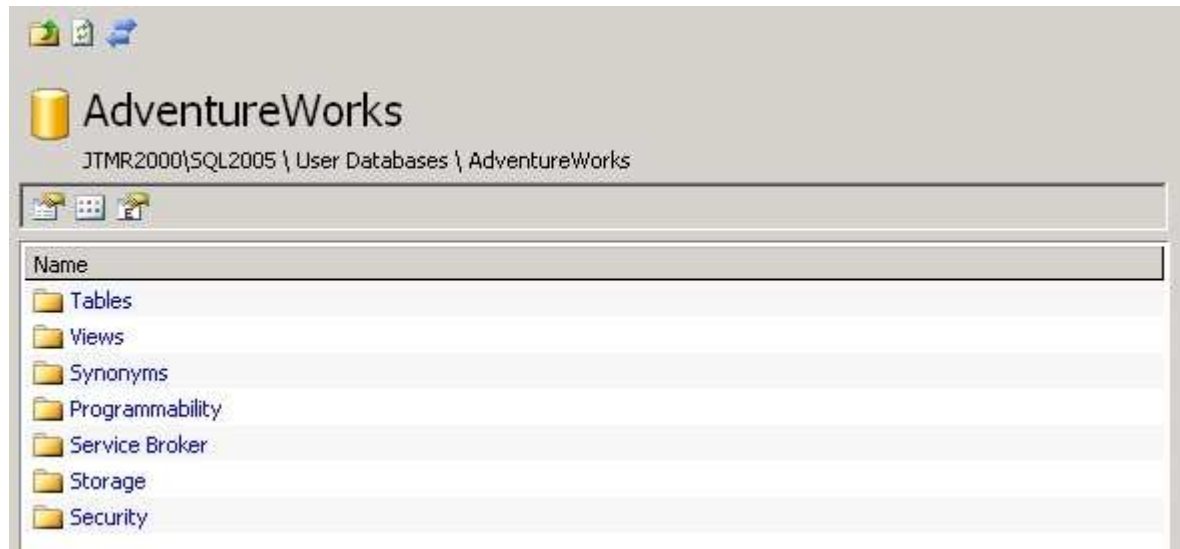 AdventureWorks
JTMR2000\SQL2005 \ User Databases \ AdventureWorks
Name
Tables
Views
Synonyms
Programmability
Service Broker
Storage
Security